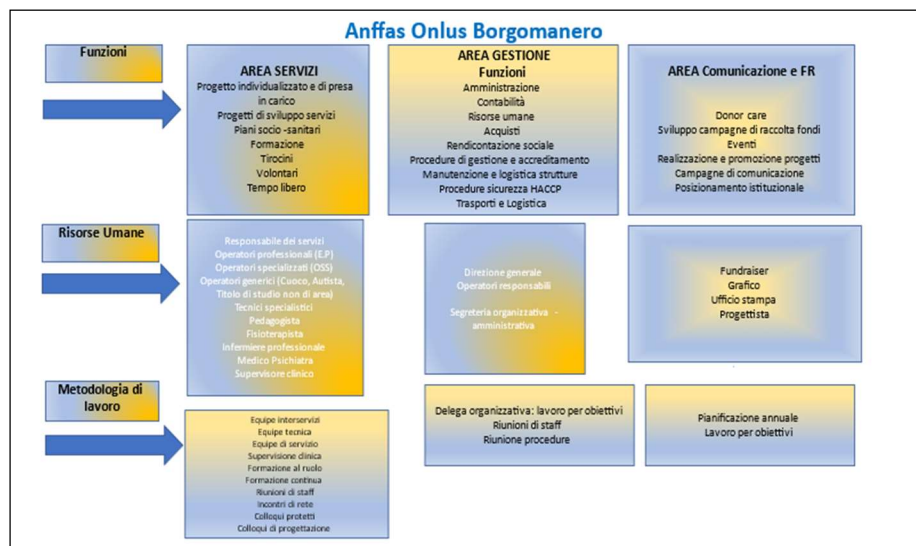 Anffas Onlus Borgomanero
Funzioni
AREA SERVIZI
Progetto individualizzato e di presa
in carico
Progetti di sviluppo servizi
Piani socio -sanitari
Formazione
Tirocini
Volontari
Tempo libero
AREA GESTIONE
Funzioni
Amministrazione
Contabilità
Risorse umane
Acquisti
Rendicontazione sociale
Procedure di gestione e accreditamento
Manutenzione e logistica strutture
Procedure sicurezza HACCP
Trasporti e Logistica
AREA Comunicazione e FR
Donor care
Sviluppo campagne di raccolta fondi
Eventi
Realizzazione e promozione progetti
Campagne di comunicazione
Posizionamento istituzionale
Risorse Umane
Responsabile dei servizi
Operatori professionali (E.P)
Operatori specializzati (OSS)
Operatori generici (Cuoco, Autista,
Titolo di studio non di area)
Tecnici specialistici
Pedagogista
Fisioterapista
Infermiere professionale
Medico Psichiatra
Supervisore clinico
Direzione generale
Operatori responsabili
Segreteria organizzativa -
amministrativa
Fundraiser
Grafico
Ufficio stampa
Progettista
Metodologia di
lavoro
Equipe interservizi
Equipe tecnica
Equipe di servizio
Supervisione clinica
Formazione al ruolo
Formazione continua
Riunioni di staff
Incontri di rete
Colloqui protetti
Colloqui di progettazione
Delega organizzativa: lavoro per obiettivi
Riunioni di staff
Riunione procedure
Pianificazione annuale
Lavoro per obiettivi